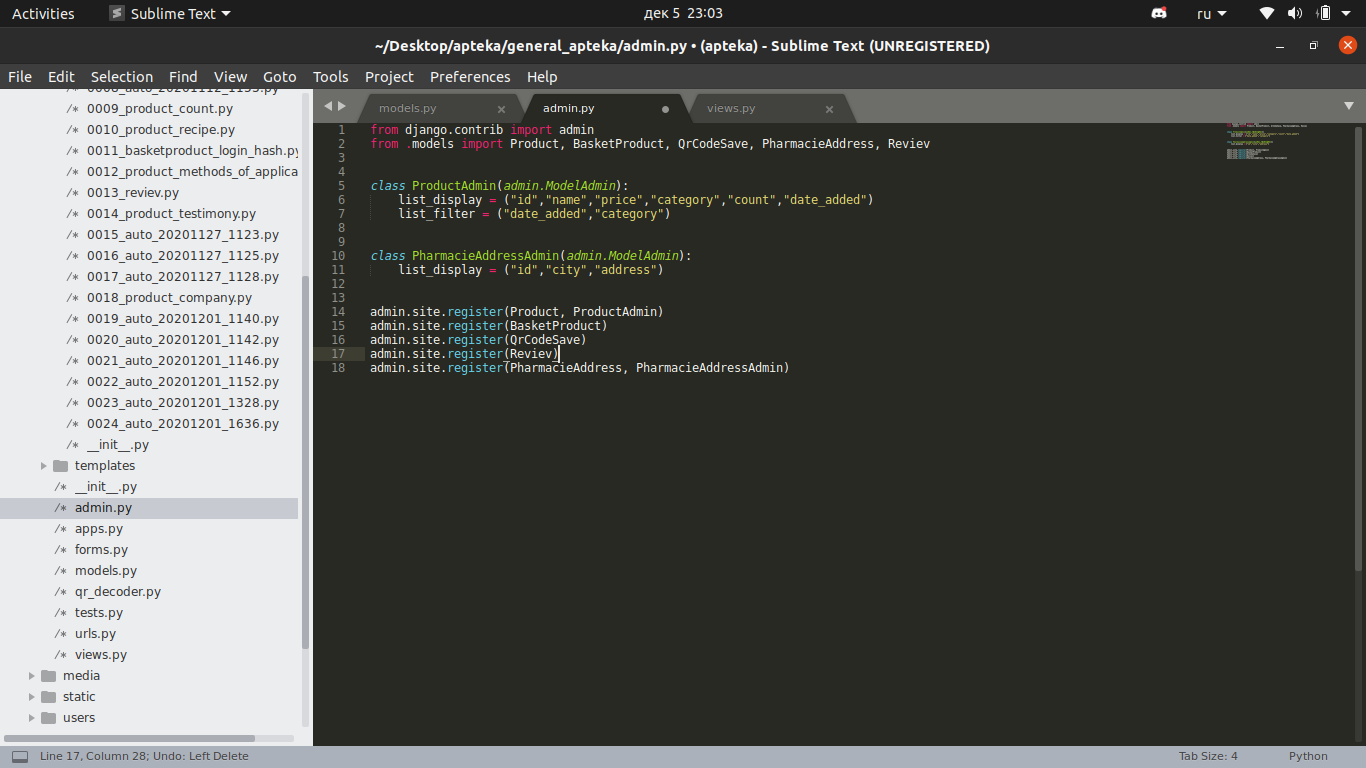 Activities
Sublime Text
дек 5 23:03
ru
~/Desktop/apteka/general_apteka/admin.py • (apteka) - Sublime Text (UNREGISTERED)
File Edit Selection Find View Goto Tools Project Preferences Help
0009_product_count.py
0010_product_recipe.py
0011_basketproduct_login_hash.py
0012_product_methods_of_applica
0013_reviev.py
0014_product_testimony.py
0015_auto_20201127_1123.py
0016_auto_20201127_1125.py
0017_auto_20201127_1128.py
0018_product_company.py
0019_auto_20201201_1140.py
0020_auto_20201201_1142.py
0021_auto_20201201_1146.py
0022_auto_20201201_1152.py
0023_auto_20201201_1328.py
0024_auto_20201201_1636.py
__init__.py
templates
__init__.py
admin.py
apps.py
forms.py
models.py
qr_decoder.py
tests.py
urls.py
views.py
media
static
users
models.py
admin.py
views.py
1 from django.contrib import admin
2 from .models import Product, BasketProduct, QrCodeSave, PharmacieAddress, Reviev
3
4
5 class ProductAdmin(admin.ModelAdmin):
6 list_display = ("id","name","price","category","count","date_added")
7 list_filter = ("date_added","category")
8
9
10 class PharmacieAddressAdmin(admin.ModelAdmin):
11 list_display = ("id","city","address")
12
13
14 admin.site.register(Product, ProductAdmin)
15 admin.site.register(BasketProduct)
16 admin.site.register(QrCodeSave)
17 admin.site.register(Reviev)
18 admin.site.register(PharmacieAddress, PharmacieAddressAdmin)
Line 17, Column 28; Undo: Left Delete
Tab Size: 4
Python